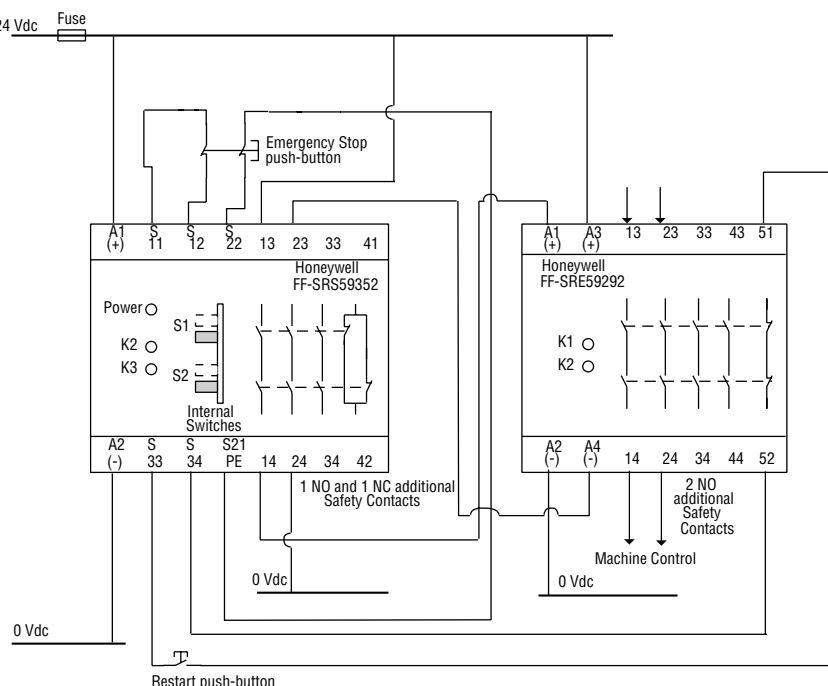 24 Vdc
Fuse
Emergency Stop
push-button
A1 S S S 13 23 33 41
(+) 11 12 22
A1 A3 13 23 33 43 51
(+) (+)
Honeywell
FF-SRS59352
Honeywell
FF-SRE59292
Power
S1
K2
K3
S2
K1
K2
Internal
Switches
A2 S S S21
(-) 33 34 PE 14 24 34 42
A2 A4
(-) (-) 14 24 34 44 52
1 NO and 1 NC additional
Safety Contacts
2 NO
additional
Safety
Contacts
Machine Control
0 Vdc
0 Vdc
0 Vdc
Restart push-button